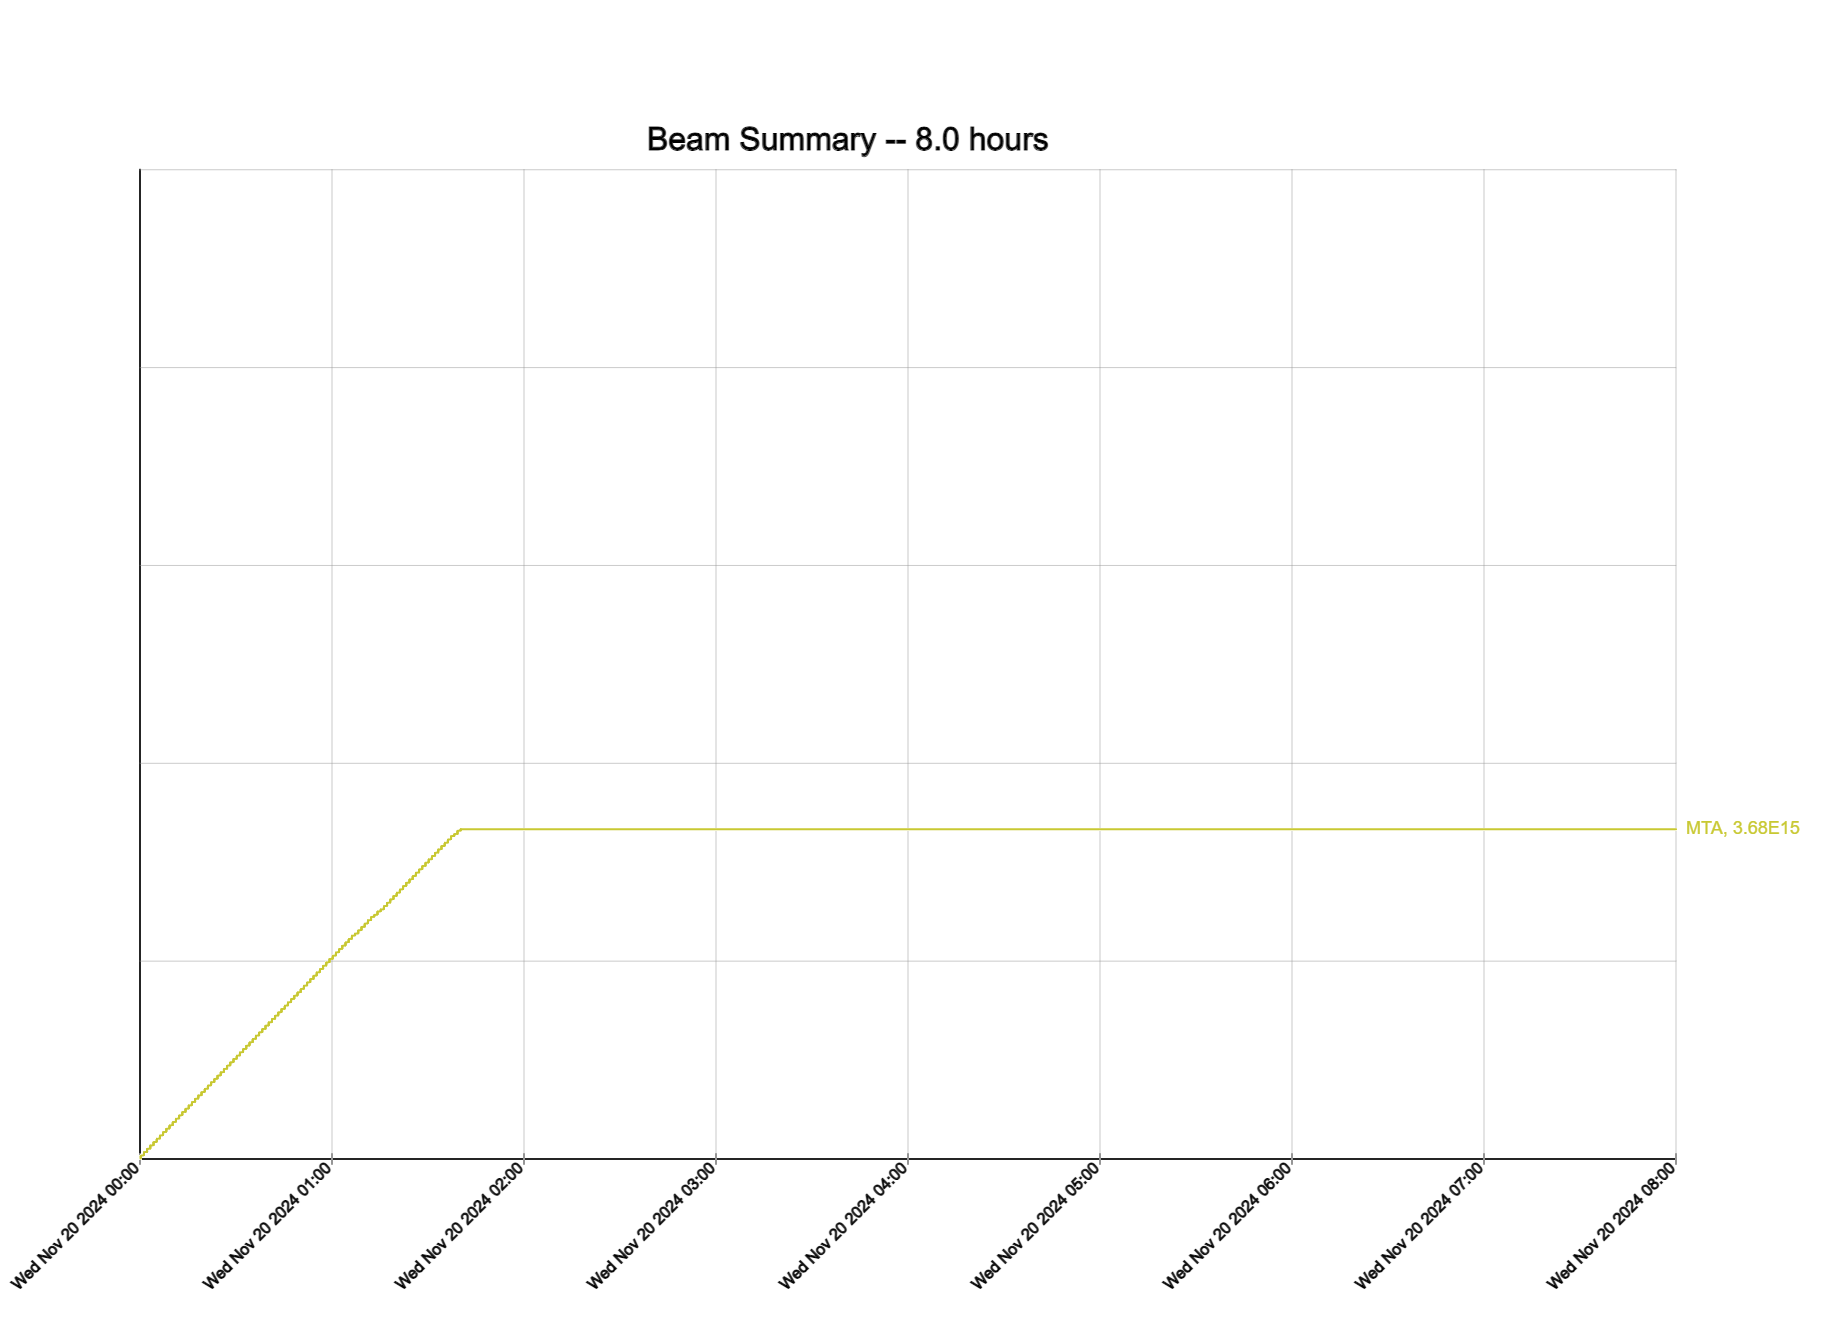 Beam Summary -- 8.0 hours
MTA, 3.68E15
Wed Nov 20 2024 00:00
Wed Nov 20 2024 01:00
Wed Nov 20 2024 02:00
Wed Nov 20 2024 03:00
Wed Nov 20 2024 04:00
Wed Nov 20 2024 05:00
Wed Nov 20 2024 06:00
Wed Nov 20 2024 07:00
Wed Nov 20 2024 08:00